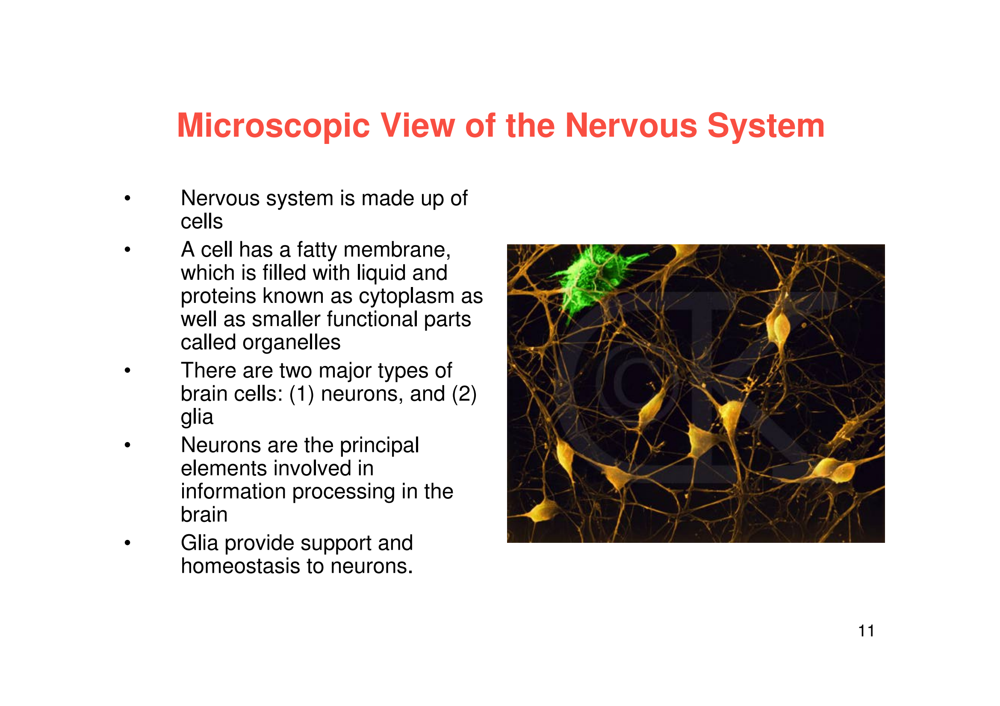 Microscopic View of the Nervous System
• Nervous system is made up of
cells
• A cell has a fatty membrane,
which is filled with liquid and
proteins known as cytoplasm as
well as smaller functional parts
called organelles
• There are two major types of
brain cells: (1) neurons, and (2)
glia
• Neurons are the principal
elements involved in
information processing in the
brain
• Glia provide support and
homeostasis to neurons.
©
11